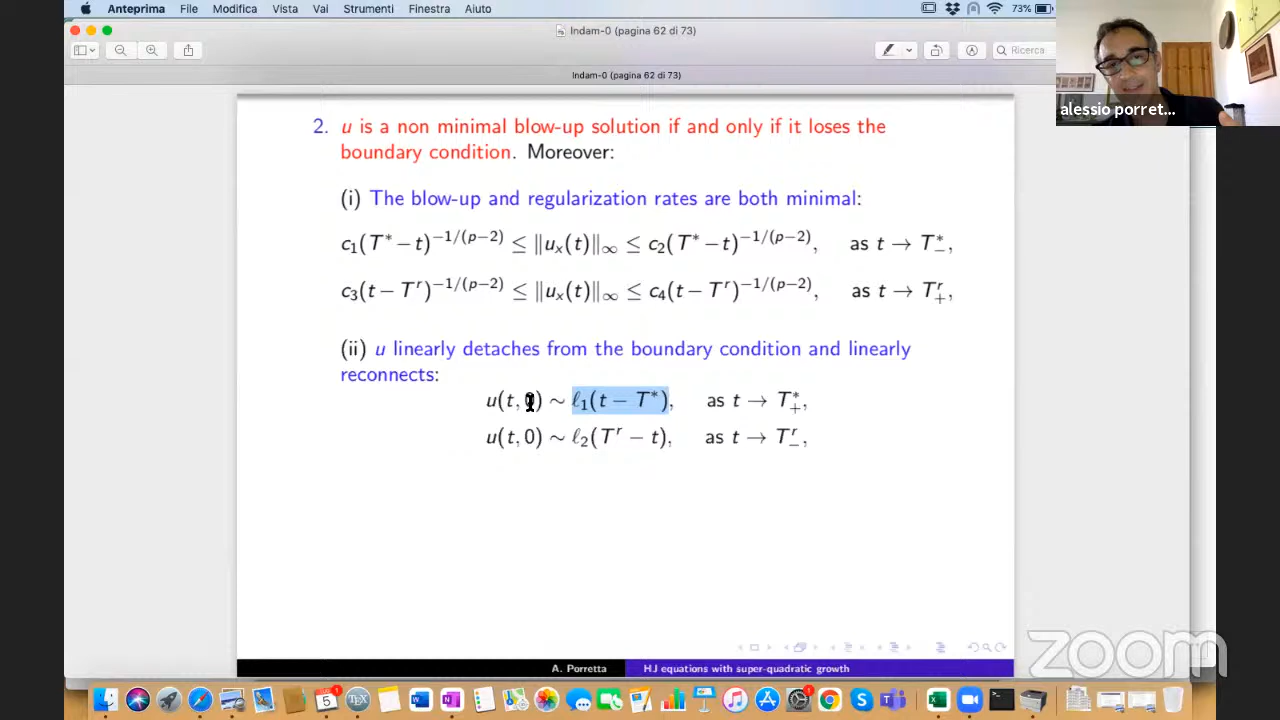 Anteprima File Modifica Vista Vai Strumenti Finestra Aiuto 73%
Indam-0 (pagina 62 di 73)
Ricerca
Indam-0 (pagina 62 di 73)
alessio porret...
2. u is a non minimal blow-up solution if and only if it loses the
boundary condition. Moreover:
(i) The blow-up and regularization rates are both minimal:
c₁(T* − t)^{−1/(p−2)} ≤ ‖uₓ(t)‖∞ ≤ c₂(T* − t)^{−1/(p−2)}, as t → T*₋,
c₃(t − Tʳ)^{−1/(p−2)} ≤ ‖uₓ(t)‖∞ ≤ c₄(t − Tʳ)^{−1/(p−2)}, as t → Tʳ₊,
(ii) u linearly detaches from the boundary condition and linearly
reconnects:
u(t, 0) ∼ ℓ₁(t − T*), as t → T*₊,
u(t, 0) ∼ ℓ₂(Tʳ − t), as t → Tʳ₋,
A. Porretta HJ equations with super-quadratic growth
zoom